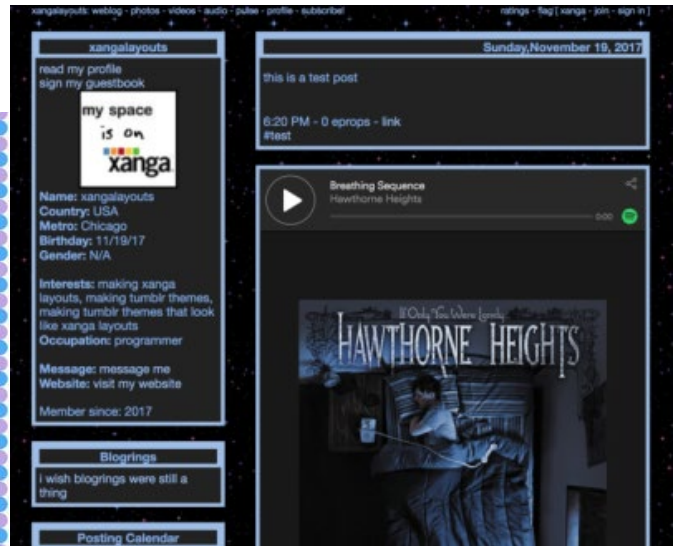 xangalayouts: weblog - photos - videos - audio - pulse - profile - subscribe!
ratings - flag [ xanga - join - sign in ]
xangalayouts
read my profile
sign my guestbook
my space
is on
xanga
Name: xangalayouts
Country: USA
Metro: Chicago
Birthday: 11/19/17
Gender: N/A
Interests: making xanga
layouts, making tumblr themes,
making tumblr themes that look
like xanga layouts
Occupation: programmer
Message: message me
Website: visit my website
Member since: 2017
Blogrings
i wish blogrings were still a
thing
Posting Calendar
Sunday,November 19, 2017
this is a test post
6:20 PM - 0 eprops - link
#test
Breathing Sequence
Hawthorne Heights
0:00
If Only You Were Lonely
HAWTHORNE HEIGHTS